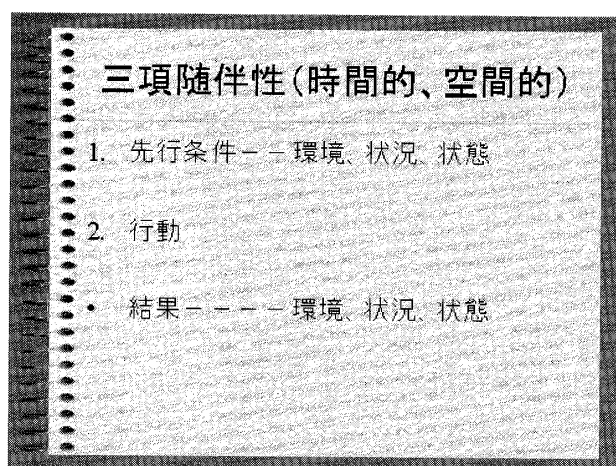 三項随伴性(時間的、空間的)
1. 先行条件－－環境、状況、状態
2. 行動
• 結果－－－－環境、状況、状態